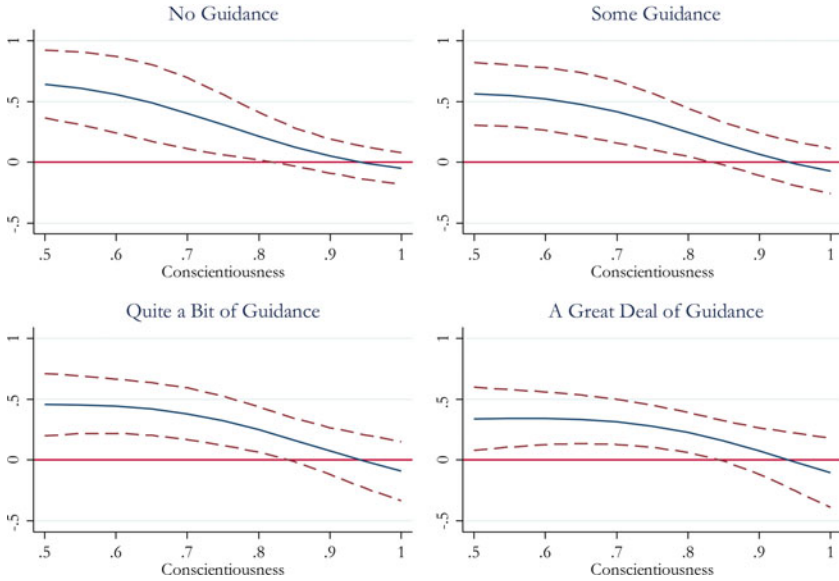 No Guidance
1
.5
0
-.5
.5 .6 .7 .8 .9 1
Conscientiousness
Some Guidance
1
.5
0
-.5
.5 .6 .7 .8 .9 1
Conscientiousness
Quite a Bit of Guidance
1
.5
0
-.5
.5 .6 .7 .8 .9 1
Conscientiousness
A Great Deal of Guidance
1
.5
0
-.5
.5 .6 .7 .8 .9 1
Conscientiousness